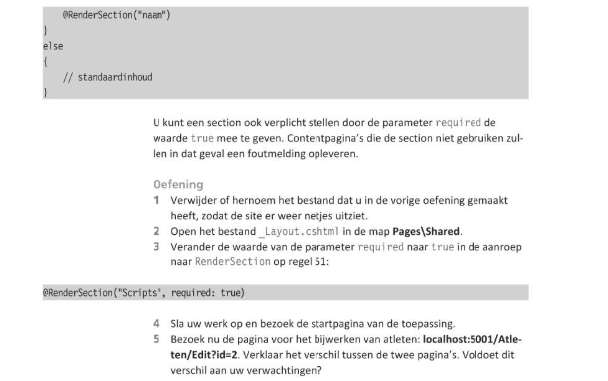 @RenderSection("naam")
}
else
{
// standaardinhoud
}
U kunt een section ook verplicht stellen door de parameter required de
waarde true mee te geven. Contentpagina's die de section niet gebruiken zul-
len in dat geval een foutmelding opleveren.
Oefening
1 Verwijder of hernoem het bestand dat u in de vorige oefening gemaakt
heeft, zodat de site er weer netjes uitziet.
2 Open het bestand _Layout.cshtml in de map Pages\Shared.
3 Verander de waarde van de parameter required naar true in de aanroep
naar RenderSection op regel 51:
@RenderSection("Scripts", required: true)
4 Sla uw werk op en bezoek de startpagina van de toepassing.
5 Bezoek nu de pagina voor het bijwerken van atleten: localhost:5001/Atle-
ten/Edit?id=2. Verklaar het verschil tussen de twee pagina's. Voldoet dit
verschil aan uw verwachtingen?